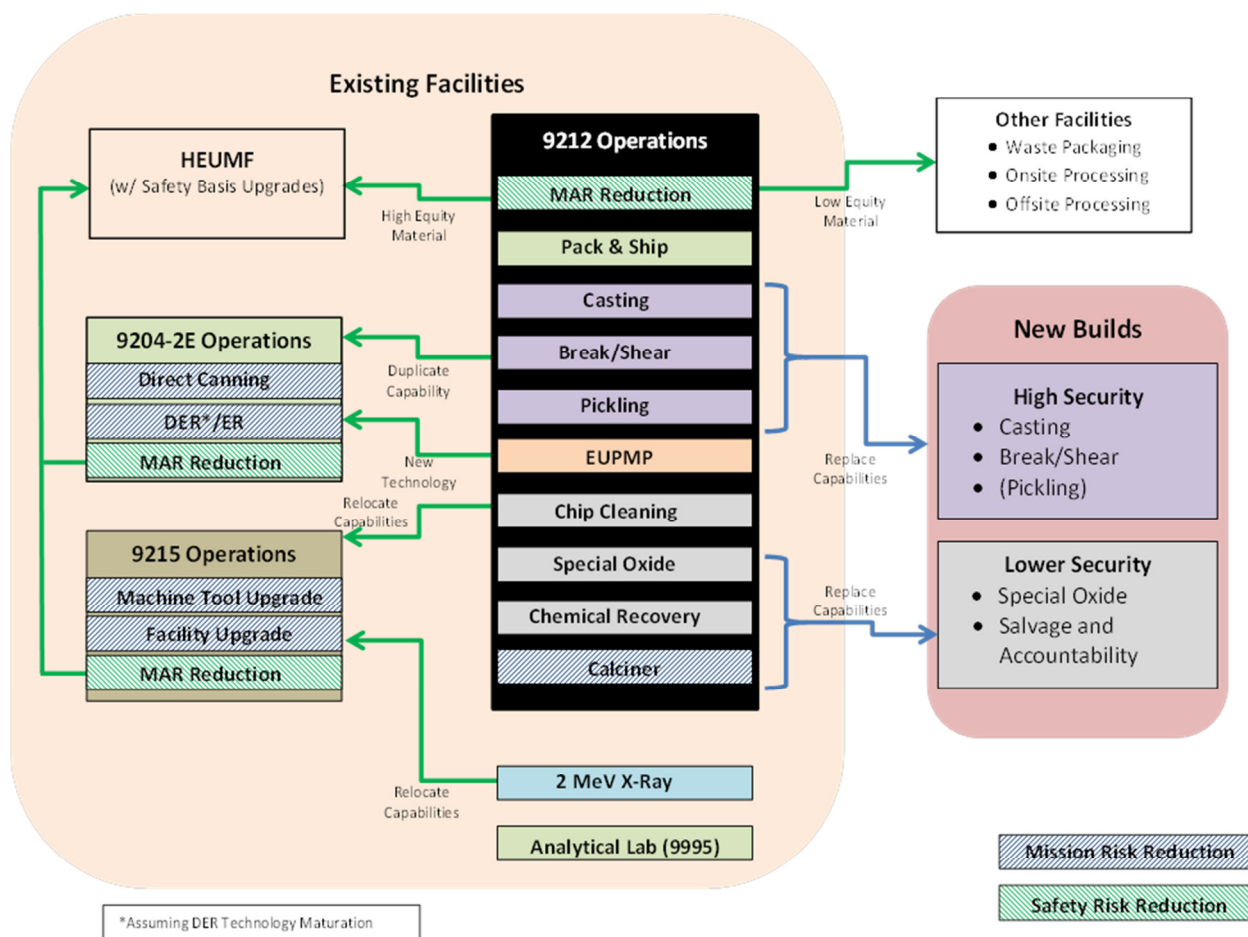 Existing Facilities
HEUMF
(w/ Safety Basis Upgrades)
High Equity
Material
9204-2E Operations
Direct Canning
DER*/ER
MAR Reduction
Duplicate
Capability
New
Technology
Relocate
Capabilities
9215 Operations
Machine Tool Upgrade
Facility Upgrade
MAR Reduction
Relocate
Capabilities
9212 Operations
MAR Reduction
Pack & Ship
Casting
Break/Shear
Pickling
EUPMP
Chip Cleaning
Special Oxide
Chemical Recovery
Calciner
2 MeV X-Ray
Analytical Lab (9995)
Low Equity
Material
Other Facilities
• Waste Packaging
• Onsite Processing
• Offsite Processing
Replace
Capabilities
Replace
Capabilities
New Builds
High Security
• Casting
• Break/Shear
• (Pickling)
Lower Security
• Special Oxide
• Salvage and
Accountability
*Assuming DER Technology Maturation
Mission Risk Reduction
Safety Risk Reduction